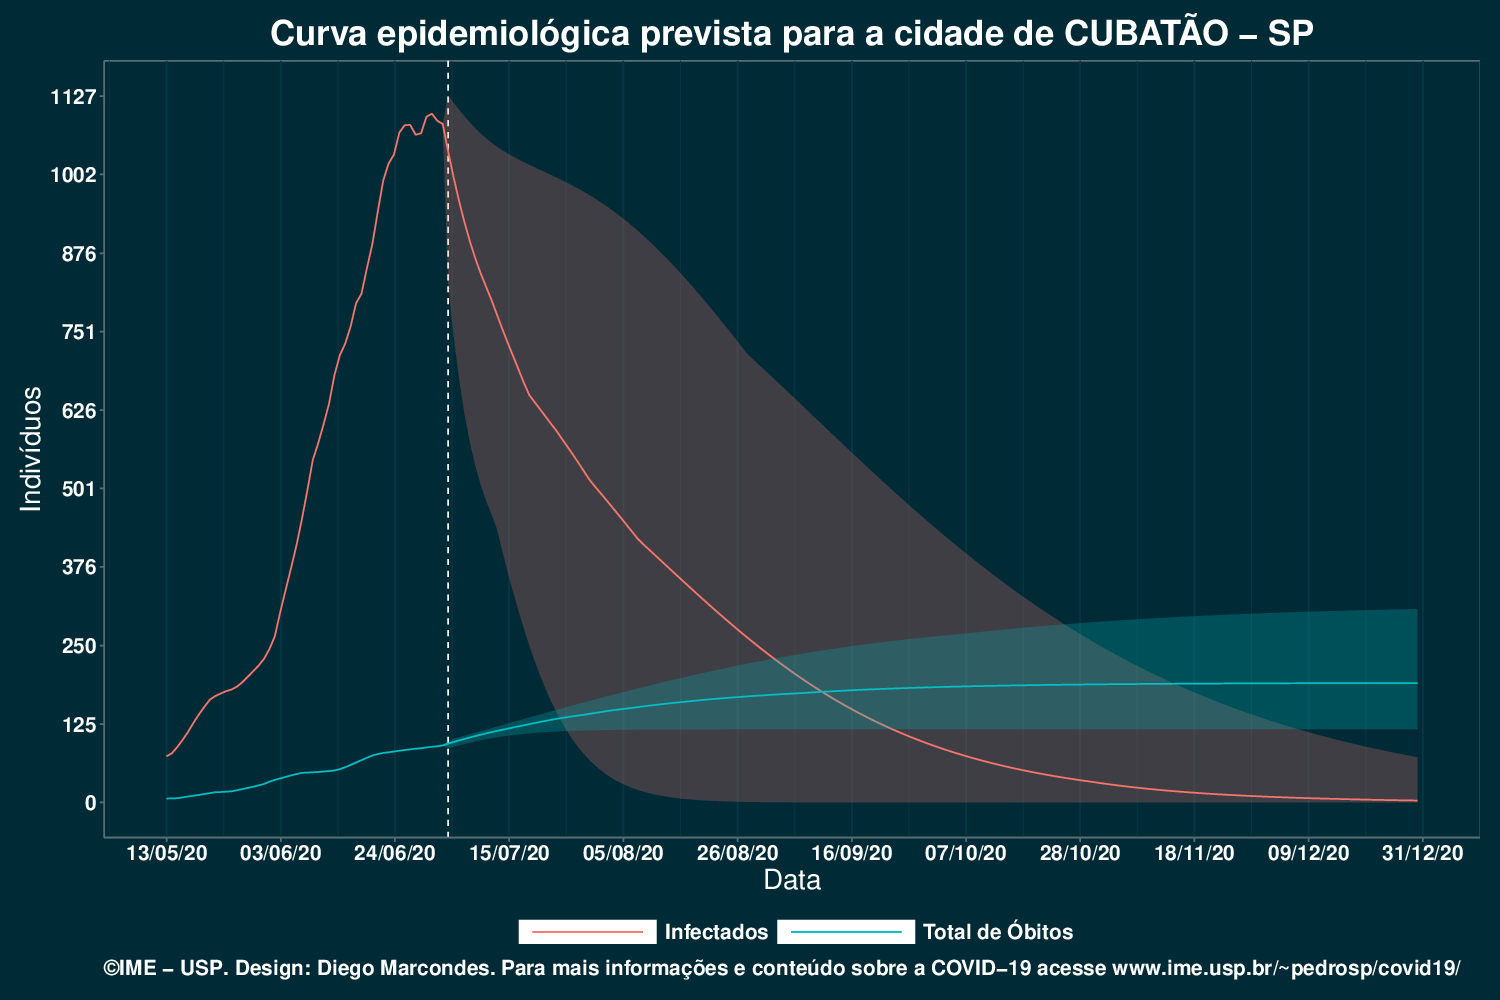 Curva epidemiológica prevista para a cidade de CUBATÃO – SP
1127
1002
876
751
626
501
376
250
125
0
Indivíduos
13/05/20 03/06/20 24/06/20 15/07/20 05/08/20 26/08/20 16/09/20 07/10/20 28/10/20 18/11/20 09/12/20 31/12/20
Data
Infectados Total de Óbitos
©IME – USP. Design: Diego Marcondes. Para mais informações e conteúdo sobre a COVID–19 acesse www.ime.usp.br/~pedrosp/covid19/